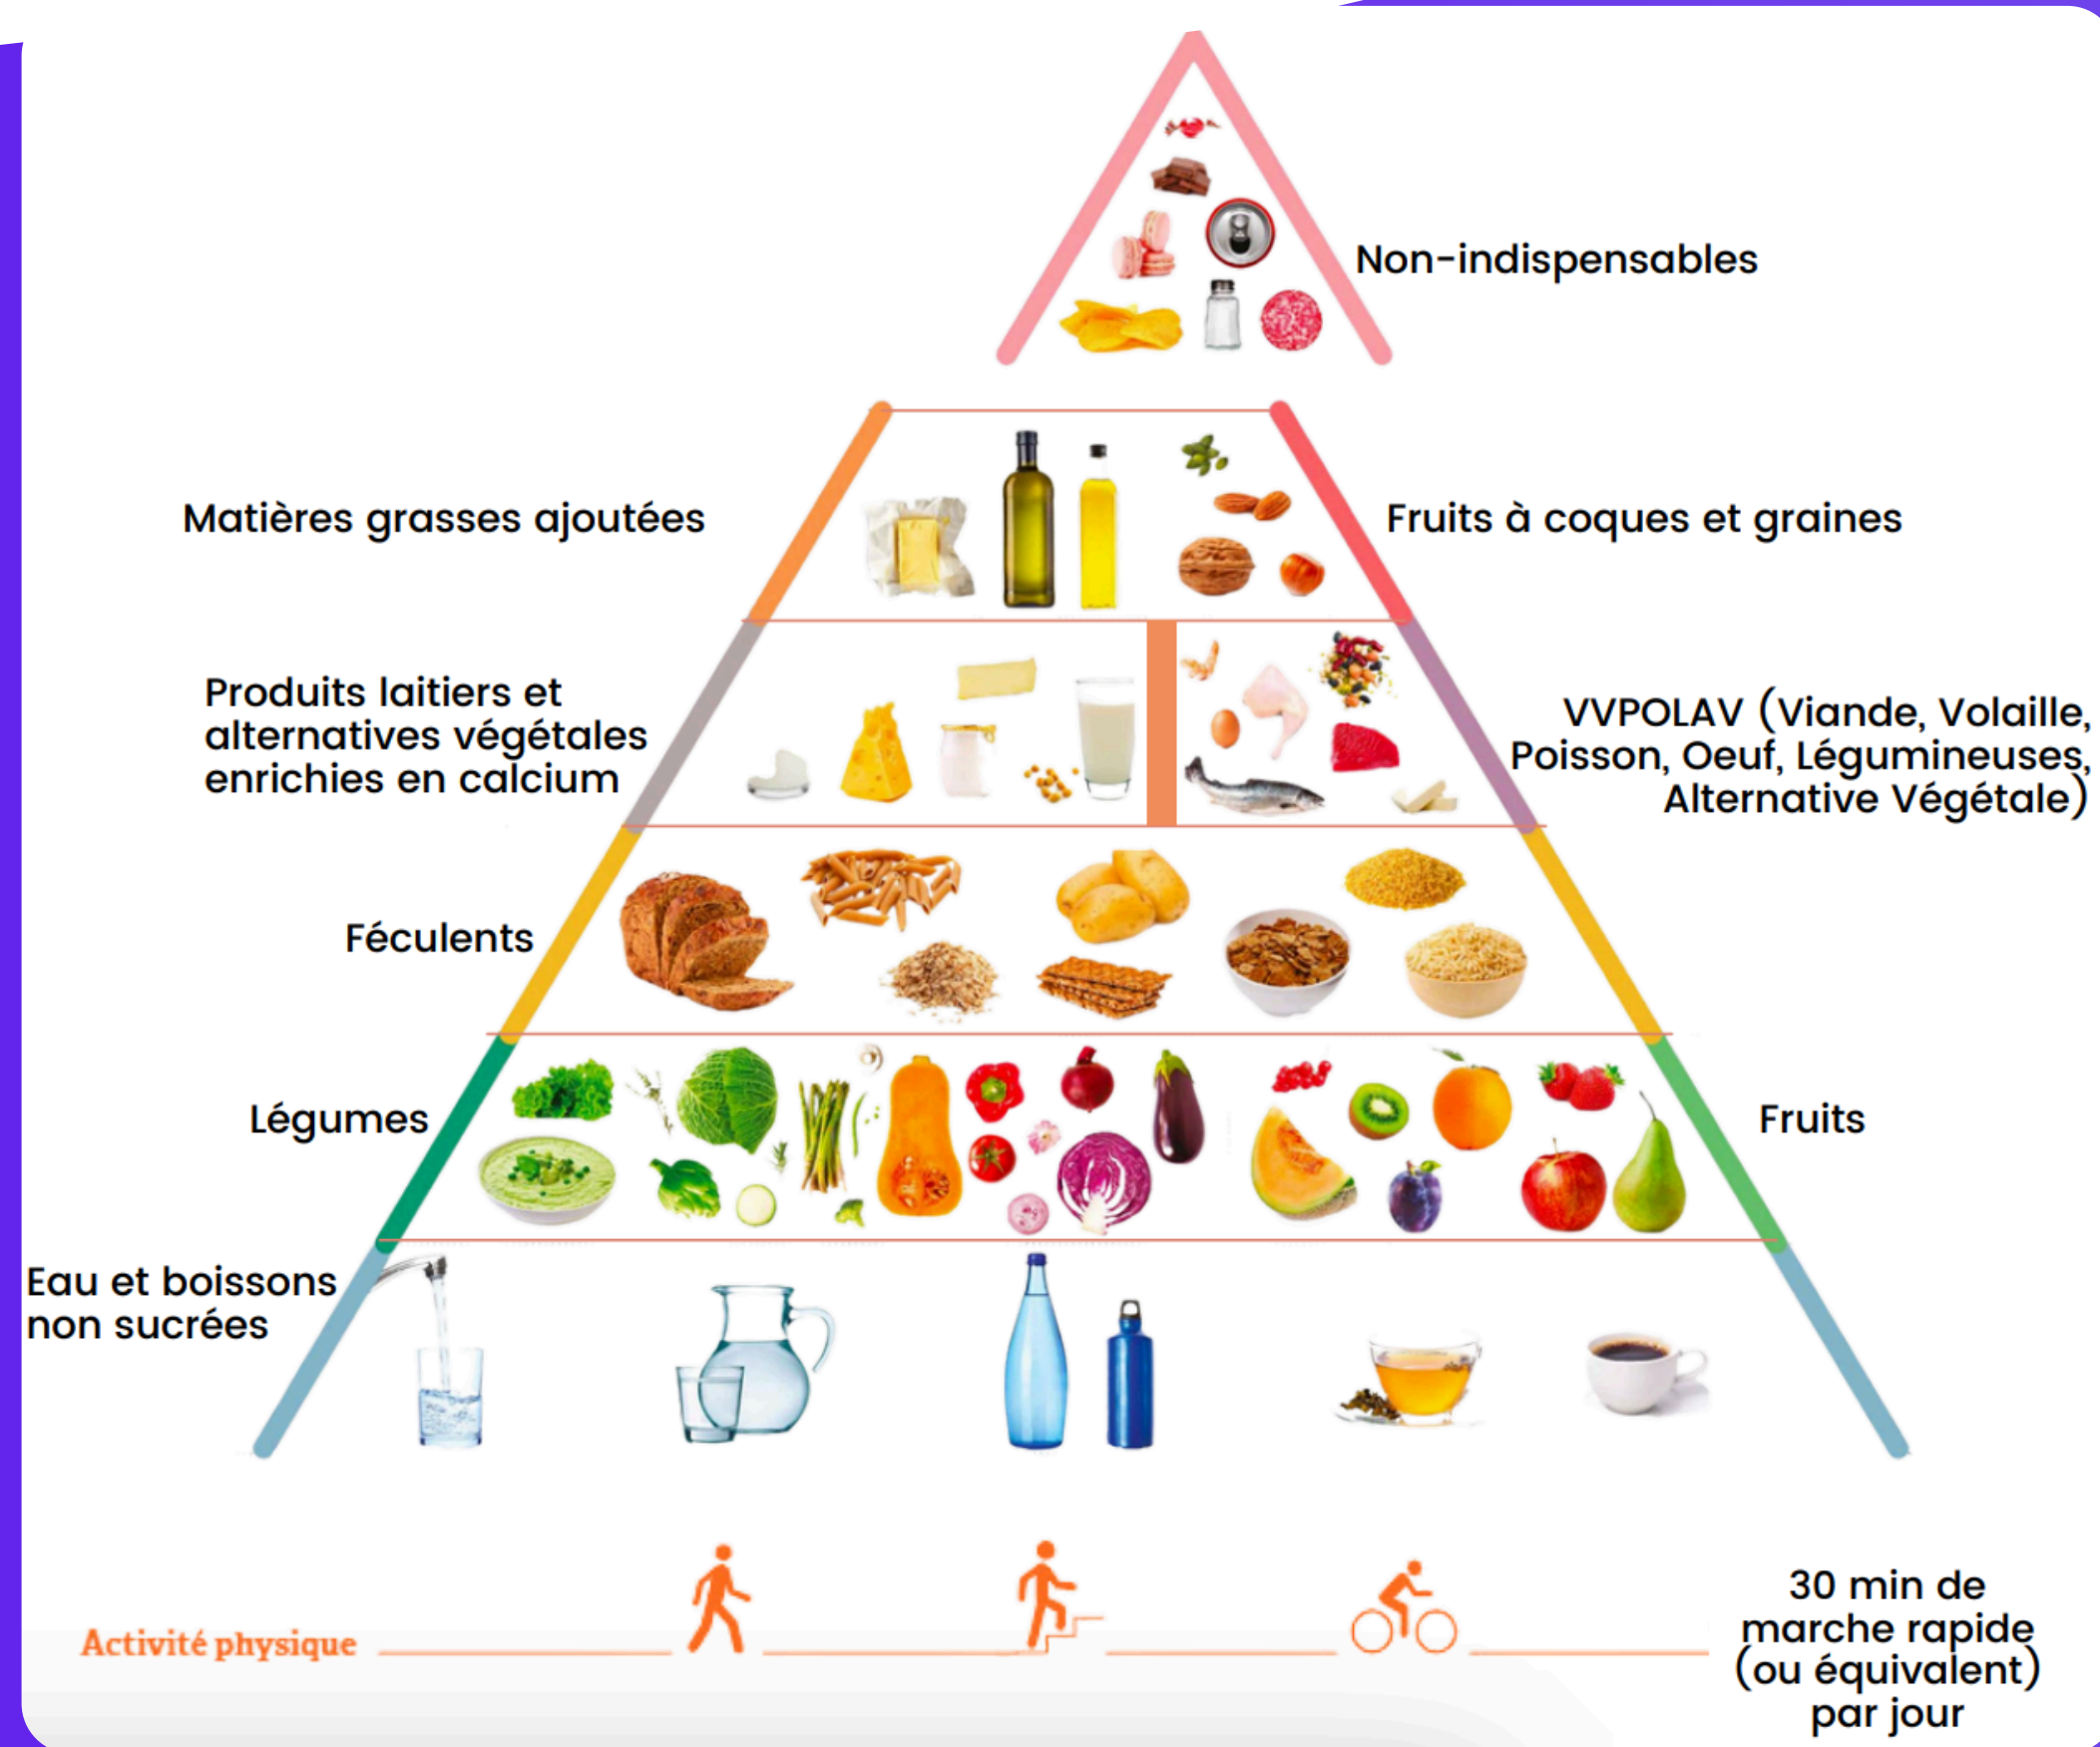 Non-indispensables
Matières grasses ajoutées
Fruits à coques et graines
Produits laitiers et
alternatives végétales
enrichies en calcium
VVPOLAV (Viande, Volaille,
Poisson, Oeuf, Légumineuses,
Alternative Végétale)
Féculents
Légumes
Fruits
Eau et boissons
non sucrées
Activité physique
30 min de
marche rapide
(ou équivalent)
par jour